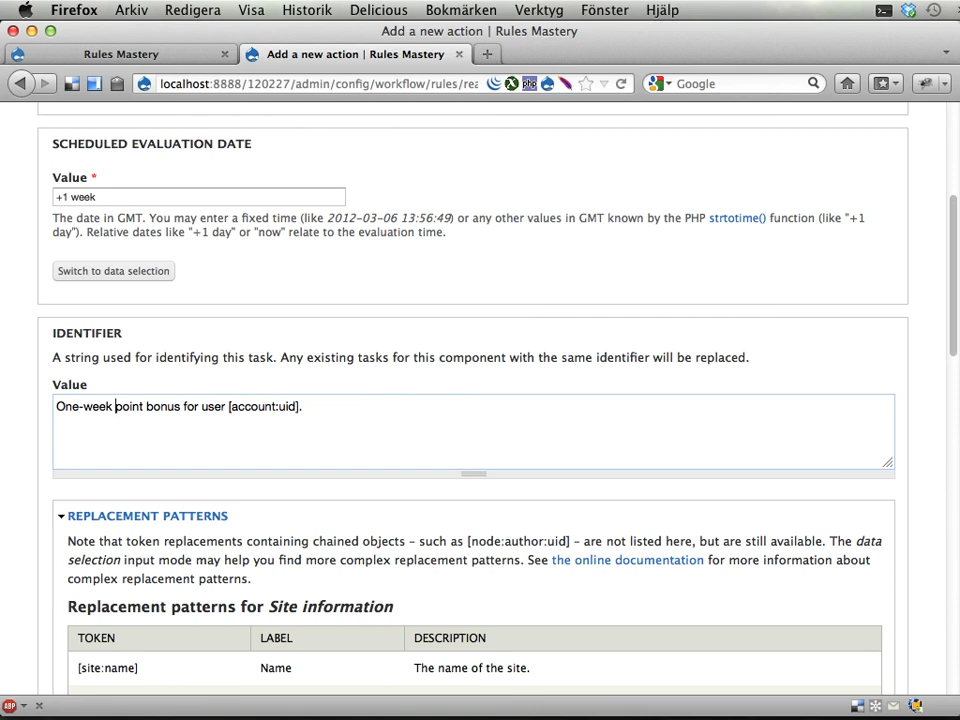 Firefox Arkiv Redigera Visa Historik Delicious Bokmärken Verktyg Fönster Hjälp
Add a new action | Rules Mastery
Rules Mastery
Add a new action | Rules Mastery
localhost:8888/120227/admin/config/workflow/rules/rea
php
Google
SCHEDULED EVALUATION DATE
Value *
+1 week
The date in GMT. You may enter a fixed time (like 2012-03-06 13:56:49) or any other values in GMT known by the PHP strtotime() function (like "+1
day"). Relative dates like "+1 day" or "now" relate to the evaluation time.
Switch to data selection
IDENTIFIER
A string used for identifying this task. Any existing tasks for this component with the same identifier will be replaced.
Value
One-week point bonus for user [account:uid].
REPLACEMENT PATTERNS
Note that token replacements containing chained objects – such as [node:author:uid] – are not listed here, but are still available. The data
selection input mode may help you find more complex replacement patterns. See the online documentation for more information about
complex replacement patterns.
Replacement patterns for Site information
TOKEN LABEL DESCRIPTION
[site:name] Name The name of the site.
ABP